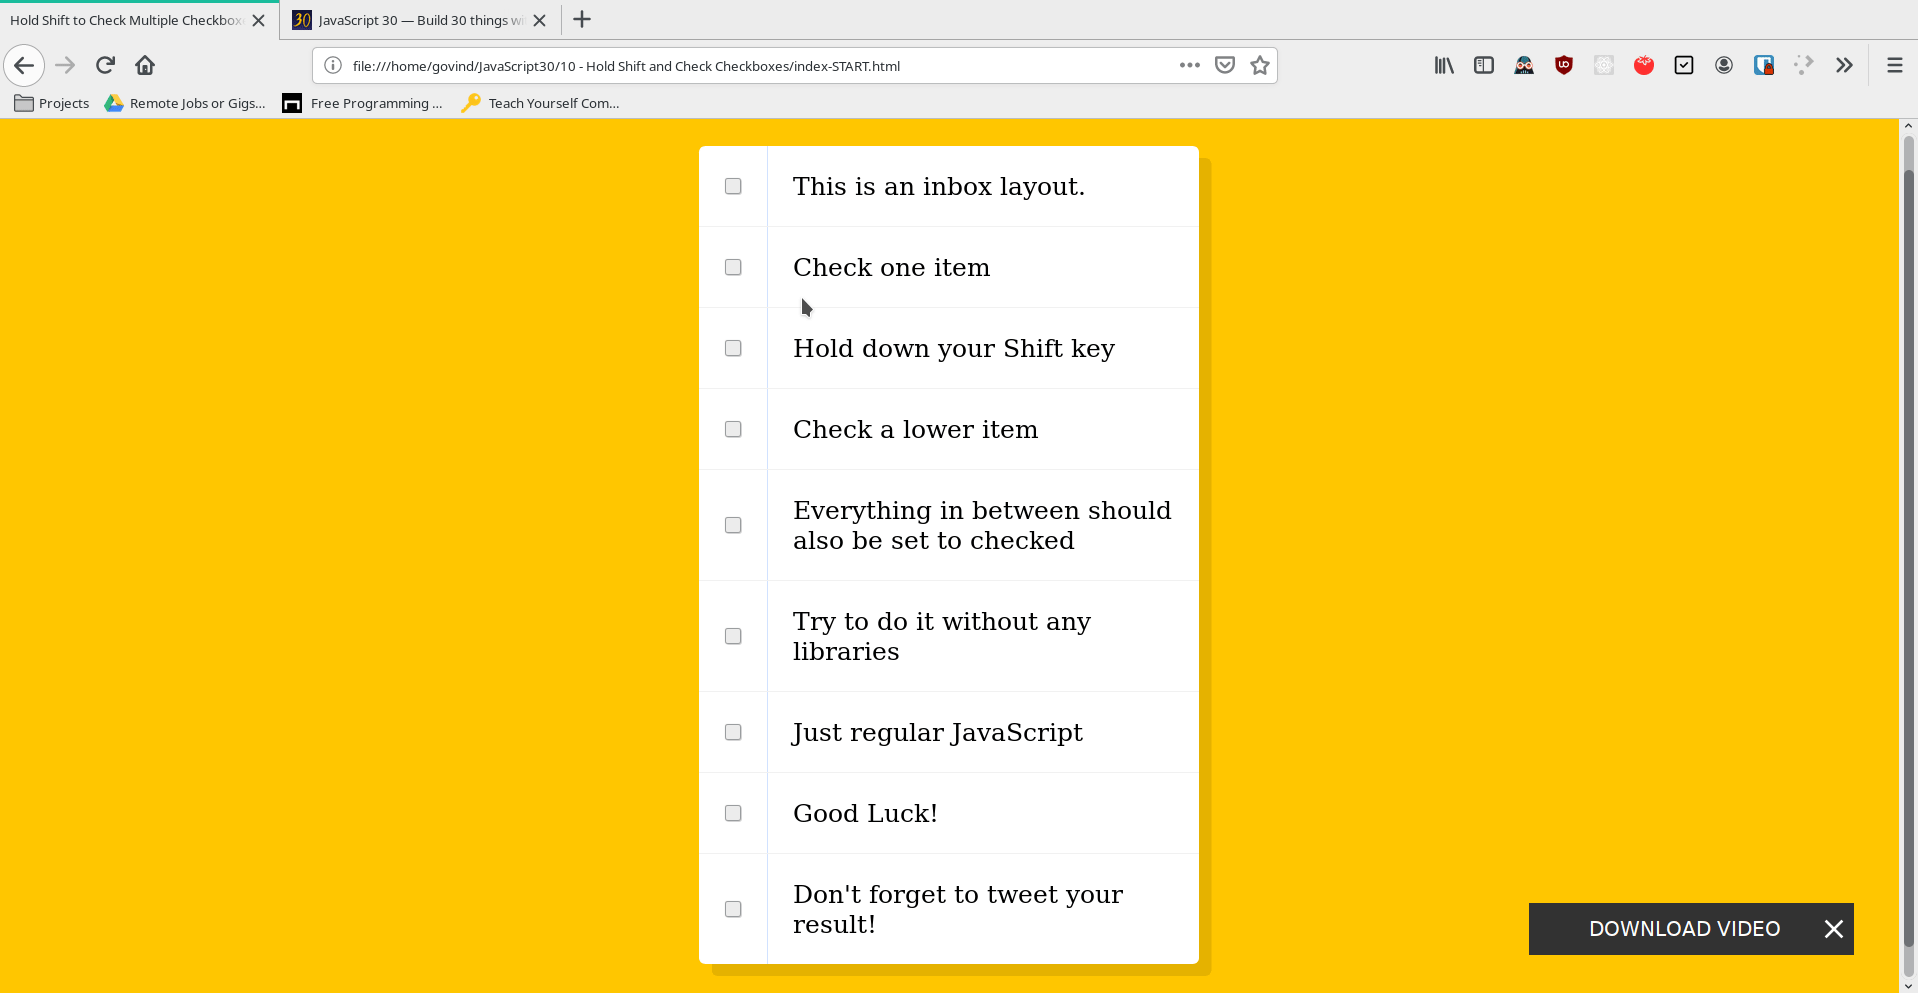 Hold Shift to Check Multiple Checkbox
30 JavaScript 30 — Build 30 things wi
file:///home/govind/JavaScript30/10 - Hold Shift and Check Checkboxes/index-START.html
Projects Remote Jobs or Gigs... Free Programming ... Teach Yourself Com...
This is an inbox layout.
Check one item
Hold down your Shift key
Check a lower item
Everything in between should
also be set to checked
Try to do it without any
libraries
Just regular JavaScript
Good Luck!
Don't forget to tweet your
result!
DOWNLOAD VIDEO